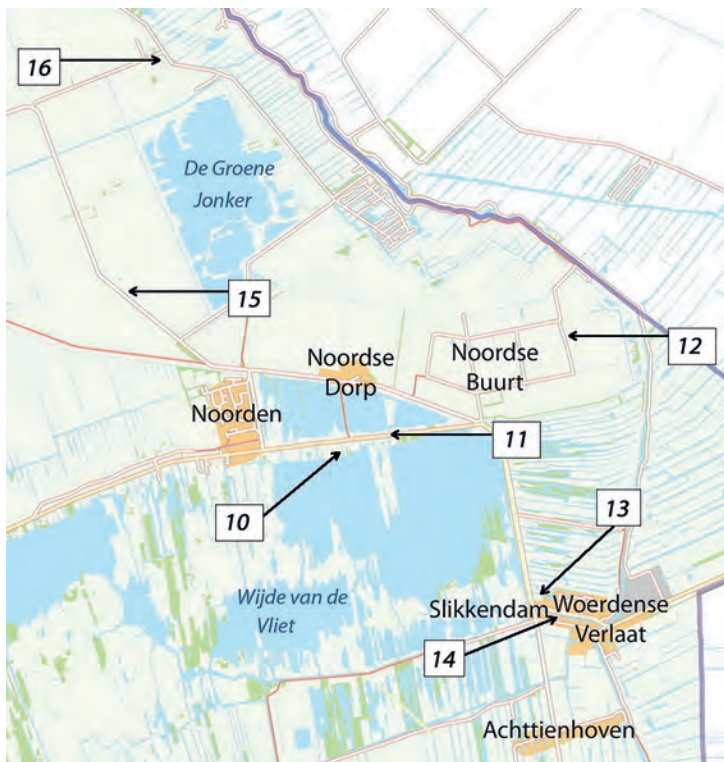 16
De Groene
Jonker
15
12
Noordse
Dorp
Noordse
Buurt
Noorden
11
10
13
Wijde van de
Vliet
Slikkendam
Woerdense
Verlaat
14
Achttienhoven